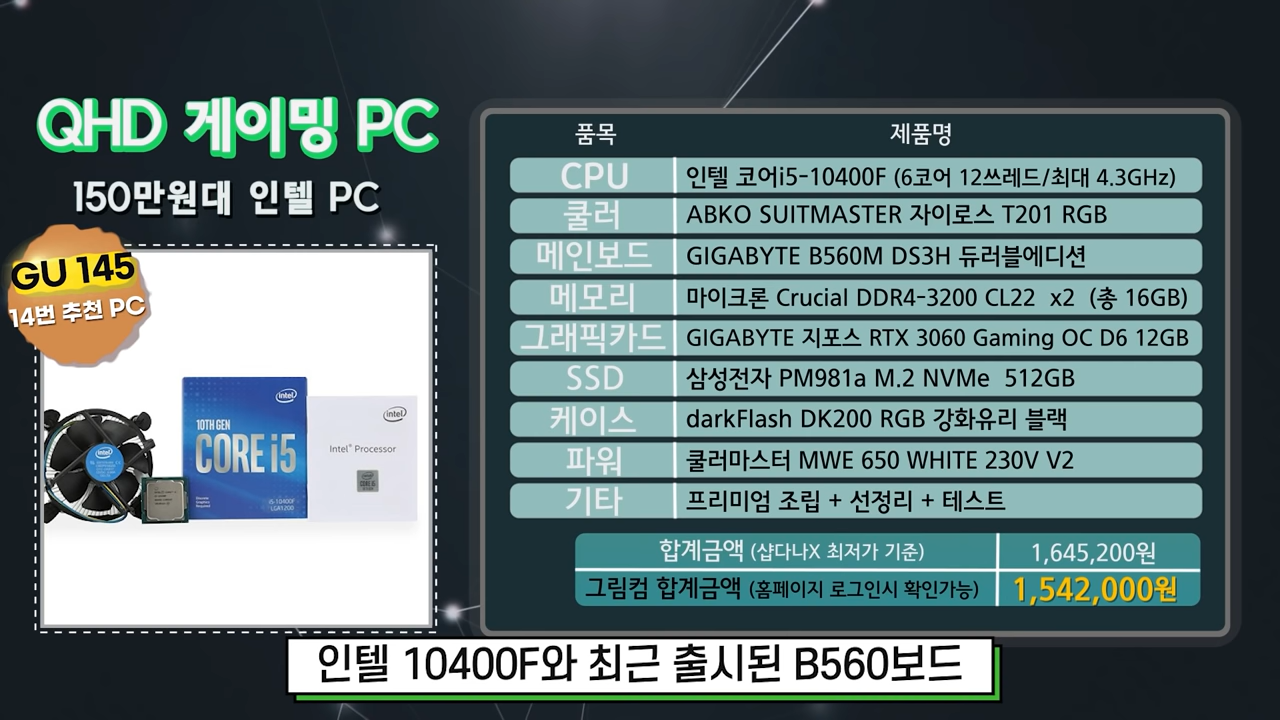 QHD 게이밍 PC
150만원대 인텔 PC
GU 145
14번 추천 PC
intel
10TH GEN
CORE i5
i5-10400F
LGA1200
intel
Intel® Processor
intel
품목 제품명
CPU 인텔 코어i5-10400F (6코어 12쓰레드/최대 4.3GHz)
쿨러 ABKO SUITMASTER 자이로스 T201 RGB
메인보드 GIGABYTE B560M DS3H 듀러블에디션
메모리 마이크론 Crucial DDR4-3200 CL22 x2 (총 16GB)
그래픽카드 GIGABYTE 지포스 RTX 3060 Gaming OC D6 12GB
SSD 삼성전자 PM981a M.2 NVMe 512GB
케이스 darkFlash DK200 RGB 강화유리 블랙
파워 쿨러마스터 MWE 650 WHITE 230V V2
기타 프리미엄 조립 + 선정리 + 테스트
합계금액 (샵다나X 최저가 기준) 1,645,200원
그림컴 합계금액 (홈페이지 로그인시 확인가능) 1,542,000원
인텔 10400F와 최근 출시된 B560보드